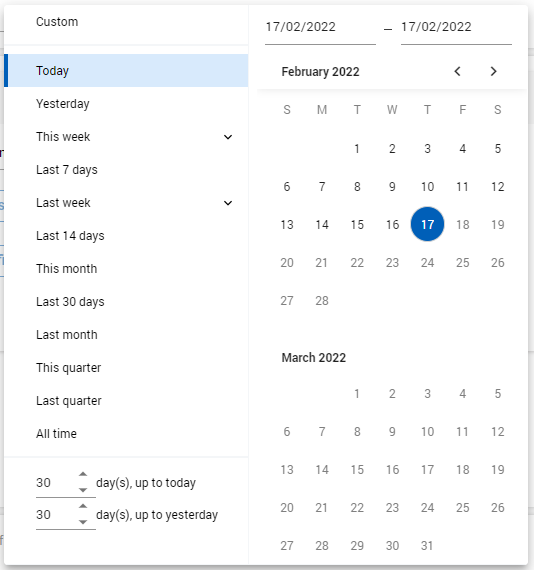 Custom
Today
Yesterday
This week
Last 7 days
Last week
Last 14 days
This month
Last 30 days
Last month
This quarter
Last quarter
All time
30 day(s), up to today
30 day(s), up to yesterday
17/02/2022 – 17/02/2022
February 2022
S M T W T F S
1 2 3 4 5
6 7 8 9 10 11 12
13 14 15 16 17 18 19
20 21 22 23 24 25 26
27 28
March 2022
1 2 3 4 5
6 7 8 9 10 11 12
13 14 15 16 17 18 19
20 21 22 23 24 25 26
27 28 29 30 31